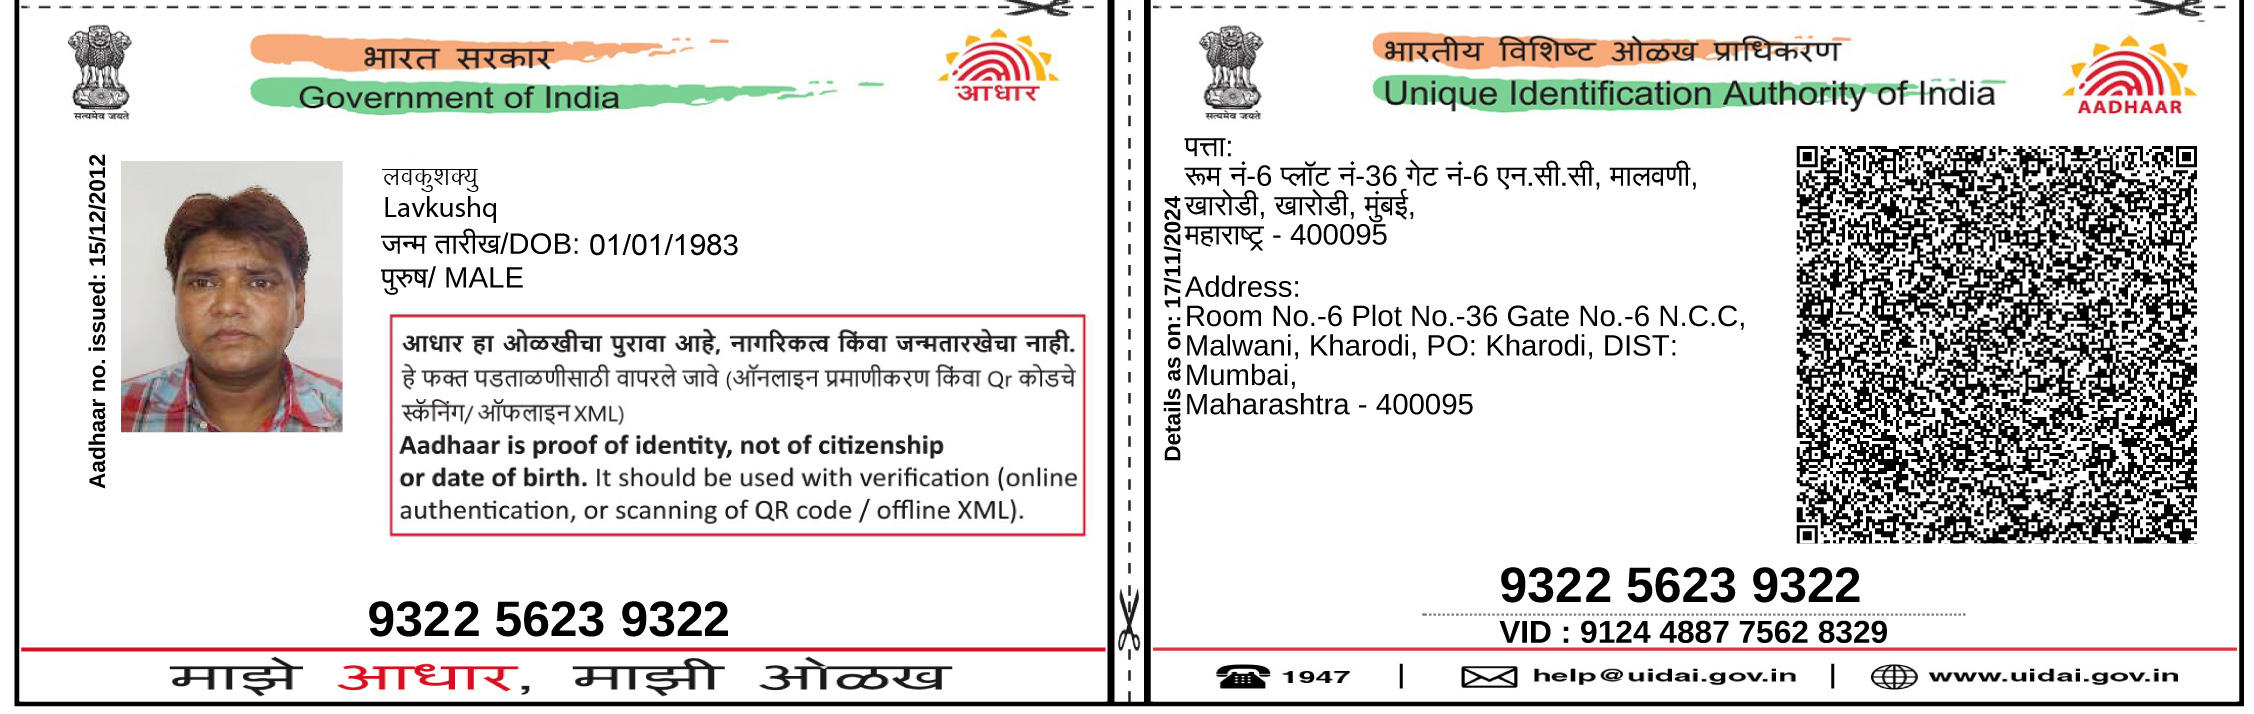 भारत सरकार
Government of India
आधार
सत्यमेव जयते
Aadhaar no. issued: 15/12/2012
लवकुशक्यु
Lavkushq
जन्म तारीख/DOB: 01/01/1983
पुरुष/ MALE
आधार हा ओळखीचा पुरावा आहे, नागरिकत्व किंवा जन्मतारखेचा नाही.
हे फक्त पडताळणीसाठी वापरले जावे (ऑनलाइन प्रमाणीकरण किंवा Qr कोडचे
स्कॅनिंग/ ऑफलाइन XML)
Aadhaar is proof of identity, not of citizenship
or date of birth. It should be used with verification (online
authentication, or scanning of QR code / offline XML).
9322 5623 9322
माझे आधार, माझी ओळख
भारतीय विशिष्ट ओळख प्राधिकरण
Unique Identification Authority of India
AADHAAR
सत्यमेव जयते
Details as on: 17/11/2024
पत्ता:
रूम नं-6 प्लॉट नं-36 गेट नं-6 एन.सी.सी, मालवणी,
खारोडी, खारोडी, मुंबई,
महाराष्ट्र - 400095
Address:
Room No.-6 Plot No.-36 Gate No.-6 N.C.C,
Malwani, Kharodi, PO: Kharodi, DIST:
Mumbai,
Maharashtra - 400095
9322 5623 9322
VID : 9124 4887 7562 8329
1947 | help@uidai.gov.in | www.uidai.gov.in